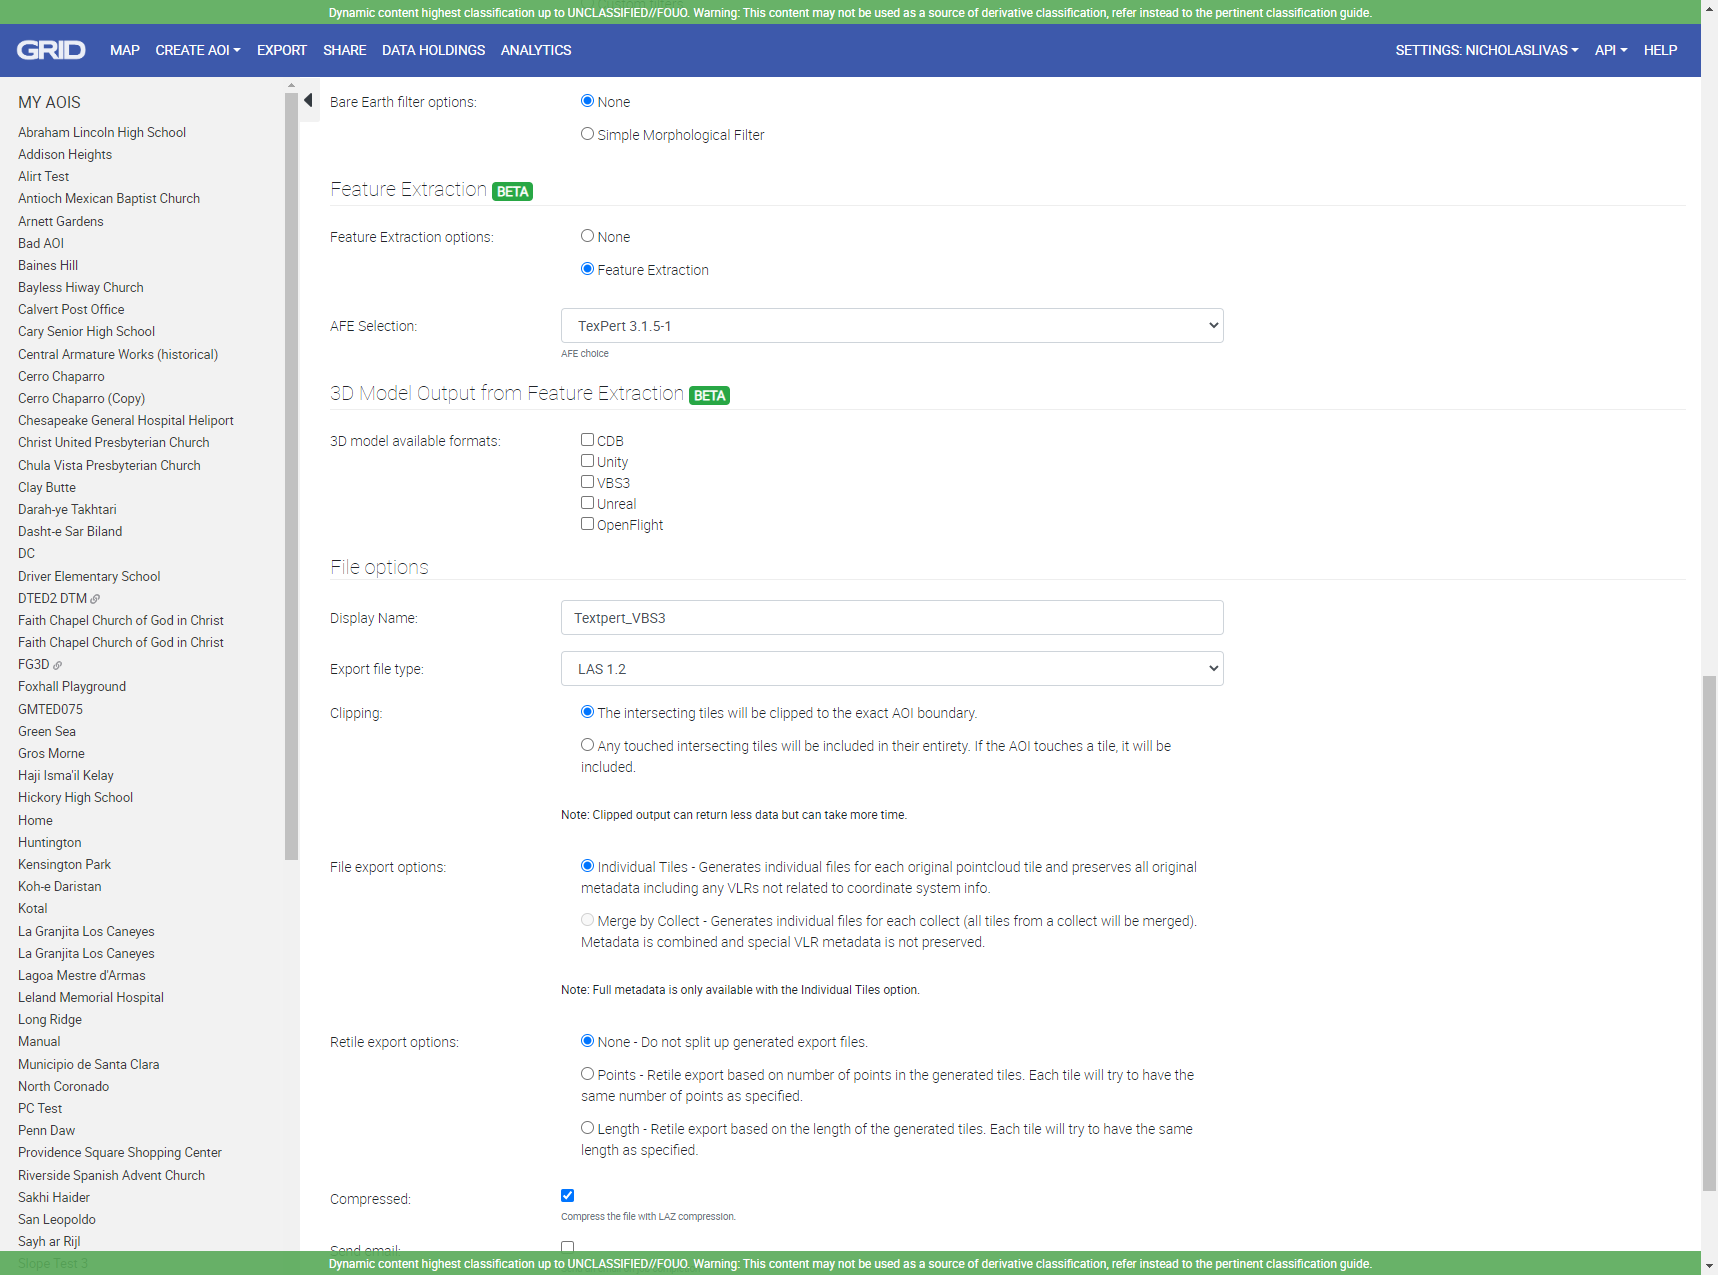 Dynamic content highest classification up to UNCLASSIFIED//FOUO. Warning: This content may not be used as a source of derivative classification, refer instead to the pertinent classification guide.
GRID MAP CREATE AOI EXPORT SHARE DATA HOLDINGS ANALYTICS SETTINGS: NICHOLASLIVAS API HELP
MY AOIS
Abraham Lincoln High School
Addison Heights
Alirt Test
Antioch Mexican Baptist Church
Arnett Gardens
Bad AOI
Baines Hill
Bayless Hiway Church
Calvert Post Office
Cary Senior High School
Central Armature Works (historical)
Cerro Chaparro
Cerro Chaparro (Copy)
Chesapeake General Hospital Heliport
Christ United Presbyterian Church
Chula Vista Presbyterian Church
Clay Butte
Darah-ye Takhtari
Dasht-e Sar Biland
DC
Driver Elementary School
DTED2 DTM
Faith Chapel Church of God in Christ
Faith Chapel Church of God in Christ
FG3D
Foxhall Playground
GMTED075
Green Sea
Gros Morne
Haji Isma'il Kelay
Hickory High School
Home
Huntington
Kensington Park
Koh-e Daristan
Kotal
La Granjita Los Caneyes
La Granjita Los Caneyes
Lagoa Mestre d'Armas
Leland Memorial Hospital
Long Ridge
Manual
Municipio de Santa Clara
North Coronado
PC Test
Penn Daw
Providence Square Shopping Center
Riverside Spanish Advent Church
Sakhi Haider
San Leopoldo
Sayh ar Rijl
Slope Test 3
Bare Earth filter options: None
Simple Morphological Filter
Feature Extraction BETA
Feature Extraction options: None
Feature Extraction
AFE Selection: TexPert 3.1.5-1
AFE choice
3D Model Output from Feature Extraction BETA
3D model available formats: CDB
Unity
VBS3
Unreal
OpenFlight
File options
Display Name: Textpert_VBS3
Export file type: LAS 1.2
Clipping: The intersecting tiles will be clipped to the exact AOI boundary.
Any touched intersecting tiles will be included in their entirety. If the AOI touches a tile, it will be
included.
Note: Clipped output can return less data but can take more time.
File export options: Individual Tiles - Generates individual files for each original pointcloud tile and preserves all original
metadata including any VLRs not related to coordinate system info.
Merge by Collect - Generates individual files for each collect (all tiles from a collect will be merged).
Metadata is combined and special VLR metadata is not preserved.
Note: Full metadata is only available with the Individual Tiles option.
Retile export options: None - Do not split up generated export files.
Points - Retile export based on number of points in the generated tiles. Each tile will try to have the
same number of points as specified.
Length - Retile export based on the length of the generated tiles. Each tile will try to have the same
length as specified.
Compressed:
Compress the file with LAZ compression.
Send email:
Dynamic content highest classification up to UNCLASSIFIED//FOUO. Warning: This content may not be used as a source of derivative classification, refer instead to the pertinent classification guide.